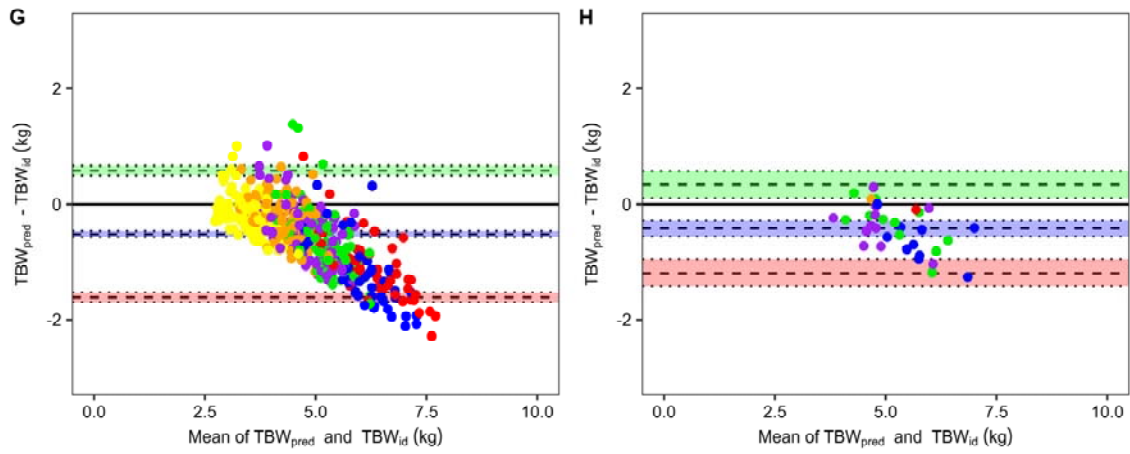 G
H
TBWpred - TBWid (kg)
2
0
-2
0.0 2.5 5.0 7.5 10.0
Mean of TBWpred and TBWid (kg)
TBWpred - TBWid (kg)
2
0
-2
0.0 2.5 5.0 7.5 10.0
Mean of TBWpred and TBWid (kg)